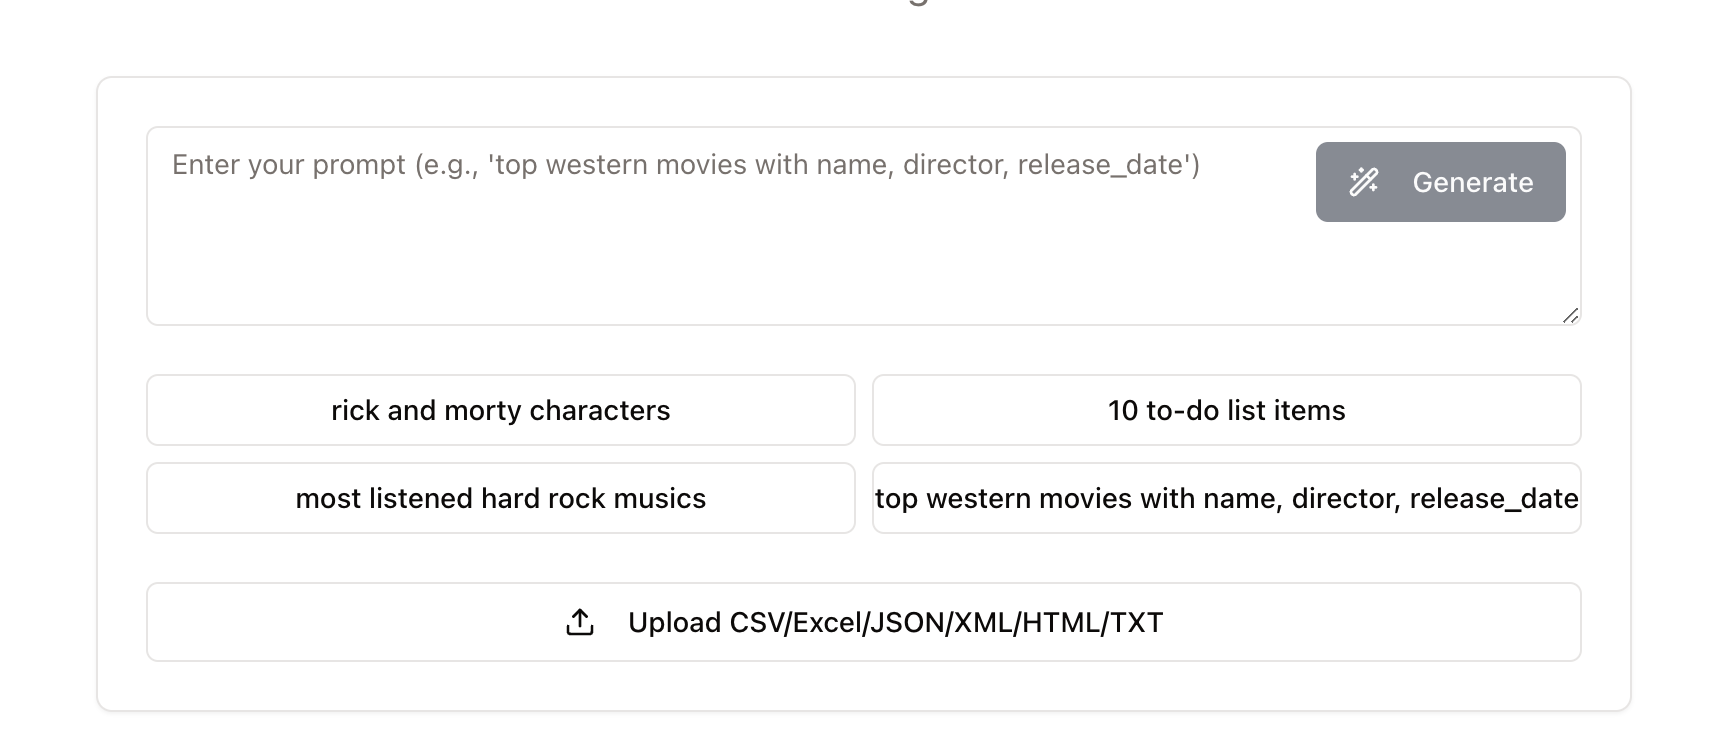 Enter your prompt (e.g., 'top western movies with name, director, release_date')
Generate
rick and morty characters
10 to-do list items
most listened hard rock musics
top western movies with name, director, release_date
Upload CSV/Excel/JSON/XML/HTML/TXT